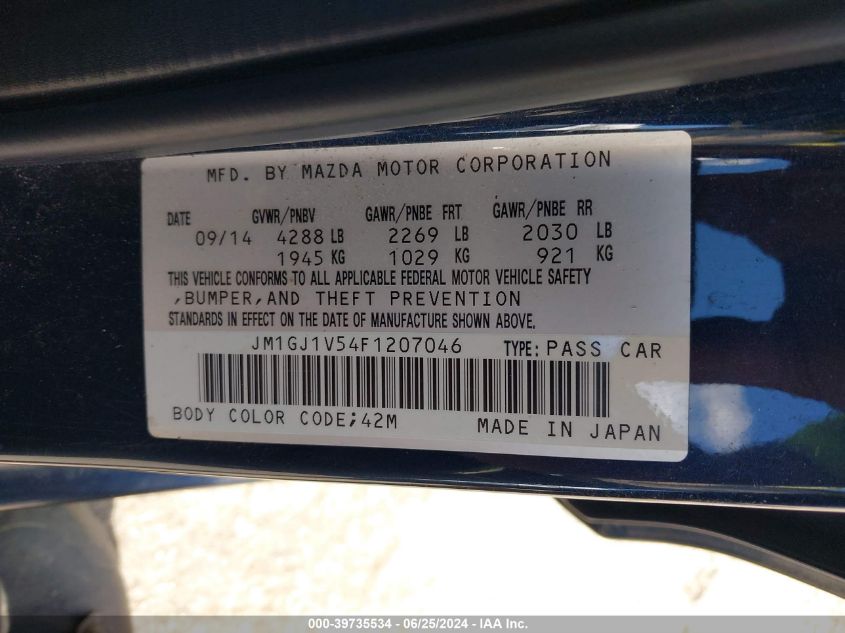 MFD. BY MAZDA MOTOR CORPORATION
DATE GVWR/PNBV GAWR/PNBE FRT GAWR/PNBE RR
09/14 4288 LB 2269 LB 2030 LB
1945 KG 1029 KG 921 KG
THIS VEHICLE CONFORMS TO ALL APPLICABLE FEDERAL MOTOR VEHICLE SAFETY
,BUMPER,AND THEFT PREVENTION
STANDARDS IN EFFECT ON THE DATE OF MANUFACTURE SHOWN ABOVE.
JM1GJ1V54F1207046 TYPE: PASS CAR
BODY COLOR CODE;42M MADE IN JAPAN
000-39735534 - 06/25/2024 - IAA Inc.